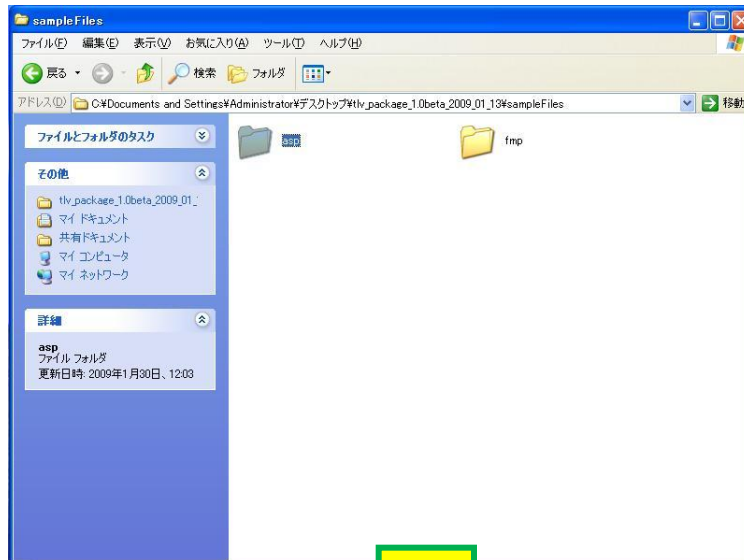 sampleFiles
ファイル(F) 編集(E) 表示(V) お気に入り(A) ツール(T) ヘルプ(H)
戻る 検索 フォルダ
アドレス(D) C:¥Documents and Settings¥Administrator¥デスクトップ¥tlv_package_1.0beta_2009_01_13¥sampleFiles 移動
ファイルとフォルダのタスク
asp
fmp
その他
tlv_package_1.0beta_2009_01_
マイ ドキュメント
共有ドキュメント
マイ コンピュータ
マイ ネットワーク
詳細
asp
ファイル フォルダ
更新日時: 2009年1月30日、12:03